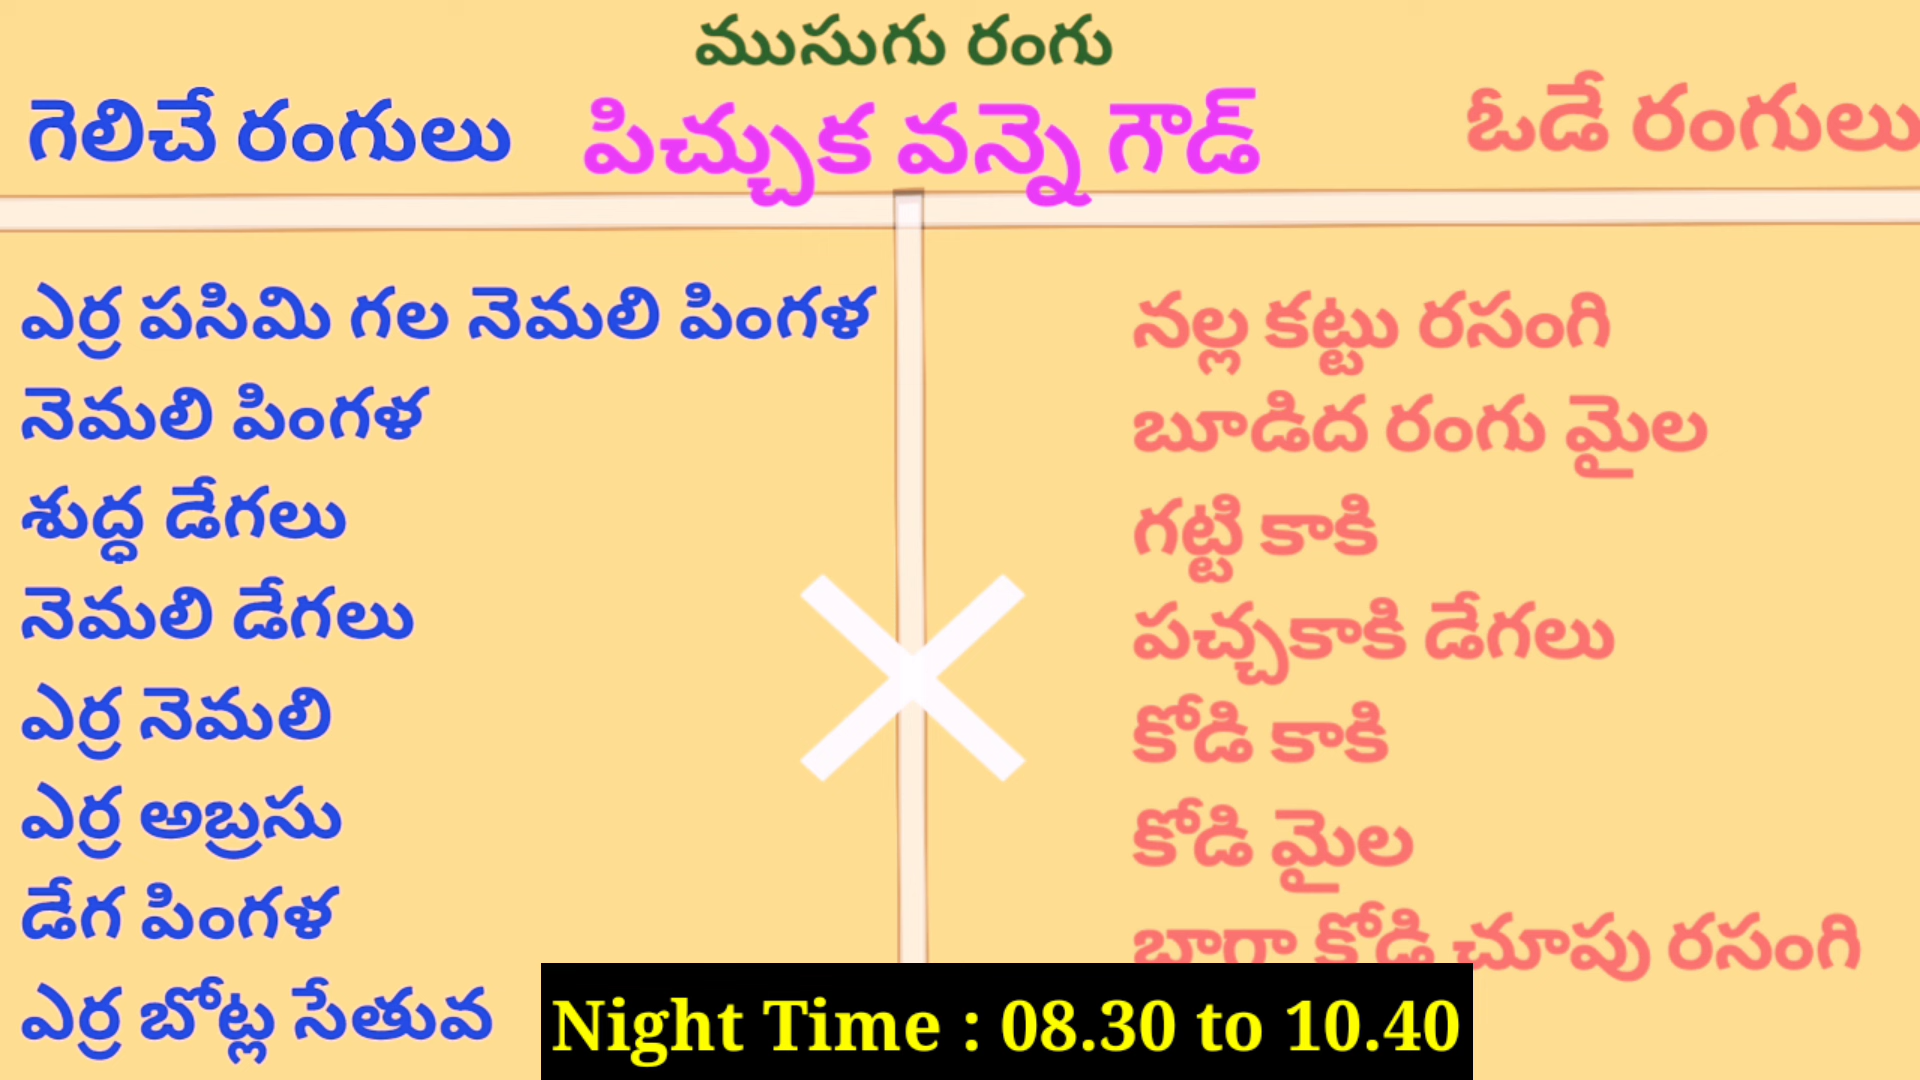 ముసుగు రంగు
గెలిచే రంగులు
పిచ్చుక వన్నె గౌడ్
ఓడే రంగులు
ఎర్ర పసిమి గల నెమలి పింగళ
నెమలి పింగళ
శుద్ధ డేగలు
నెమలి డేగలు
ఎర్ర నెమలి
ఎర్ర అబ్రసు
డేగ పింగళ
ఎర్ర బోట్ల సేతువ
నల్ల కట్టు రసంగి
బూడిద రంగు మైల
గట్టి కాకి
పచ్చకాకి డేగలు
కోడి కాకి
కోడి మైల
బాగా కోడి చూపు రసంగి
Night Time : 08.30 to 10.40